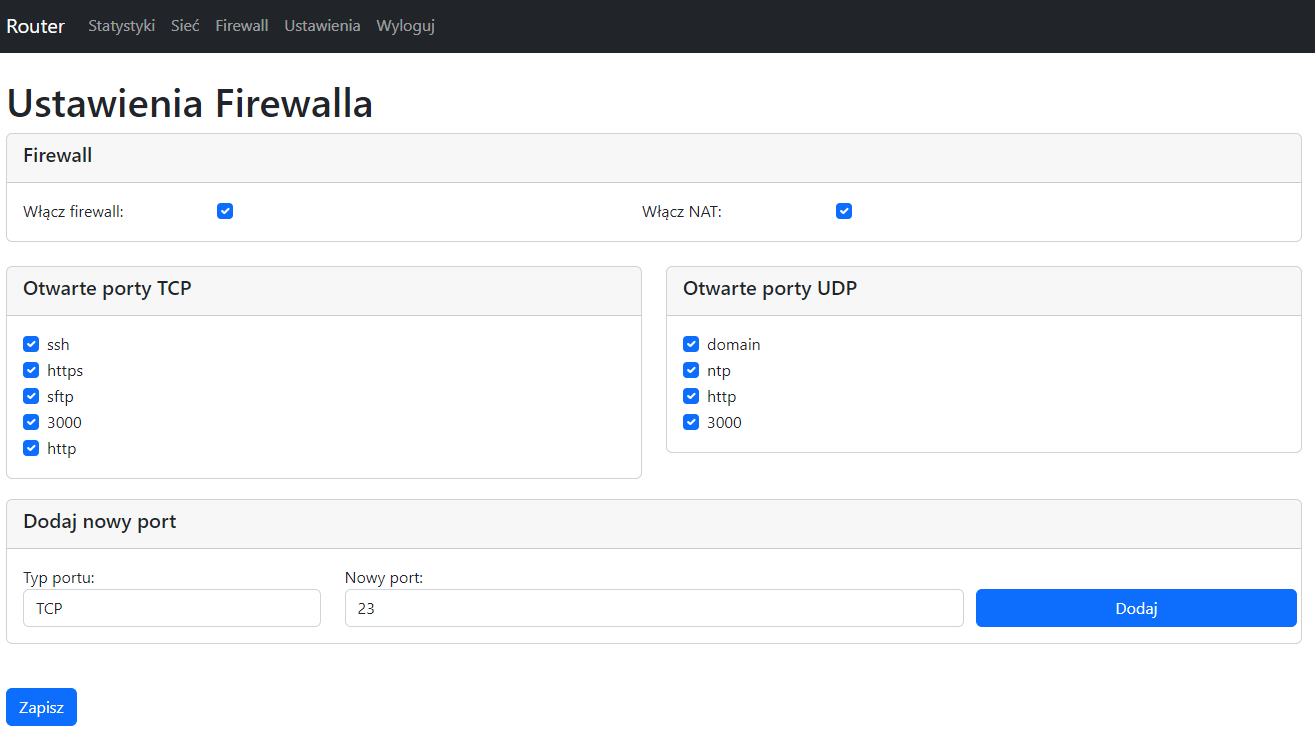 Router Statystyki Sieć Firewall Ustawienia Wyloguj
Ustawienia Firewalla
Firewall
Włącz firewall:
Włącz NAT:
Otwarte porty TCP
ssh
https
sftp
3000
http
Otwarte porty UDP
domain
ntp
http
3000
Dodaj nowy port
Typ portu:
TCP
Nowy port:
23
Dodaj
Zapisz